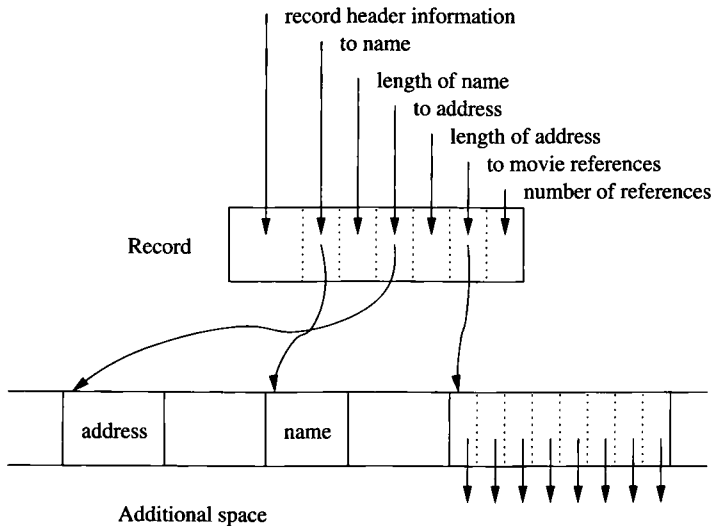 record header information
to name
length of name
to address
length of address
to movie references
number of references
Record
address
name
Additional space